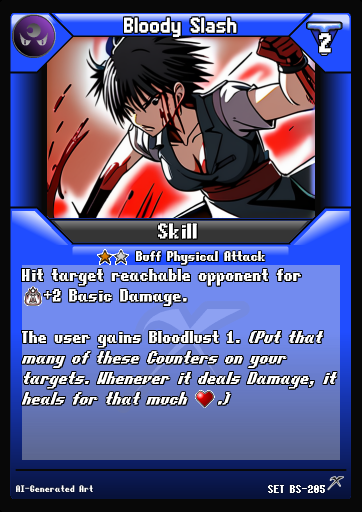 Bloody Slash
2
Skill
Buff Physical Attack
Hit target reachable opponent for
+2 Basic Damage.
The user gains Bloodlust 1. (Put that
many of these Counters on your
targets. Whenever it deals Damage, it
heals for that much .)
AI-Generated Art
SET BS-205